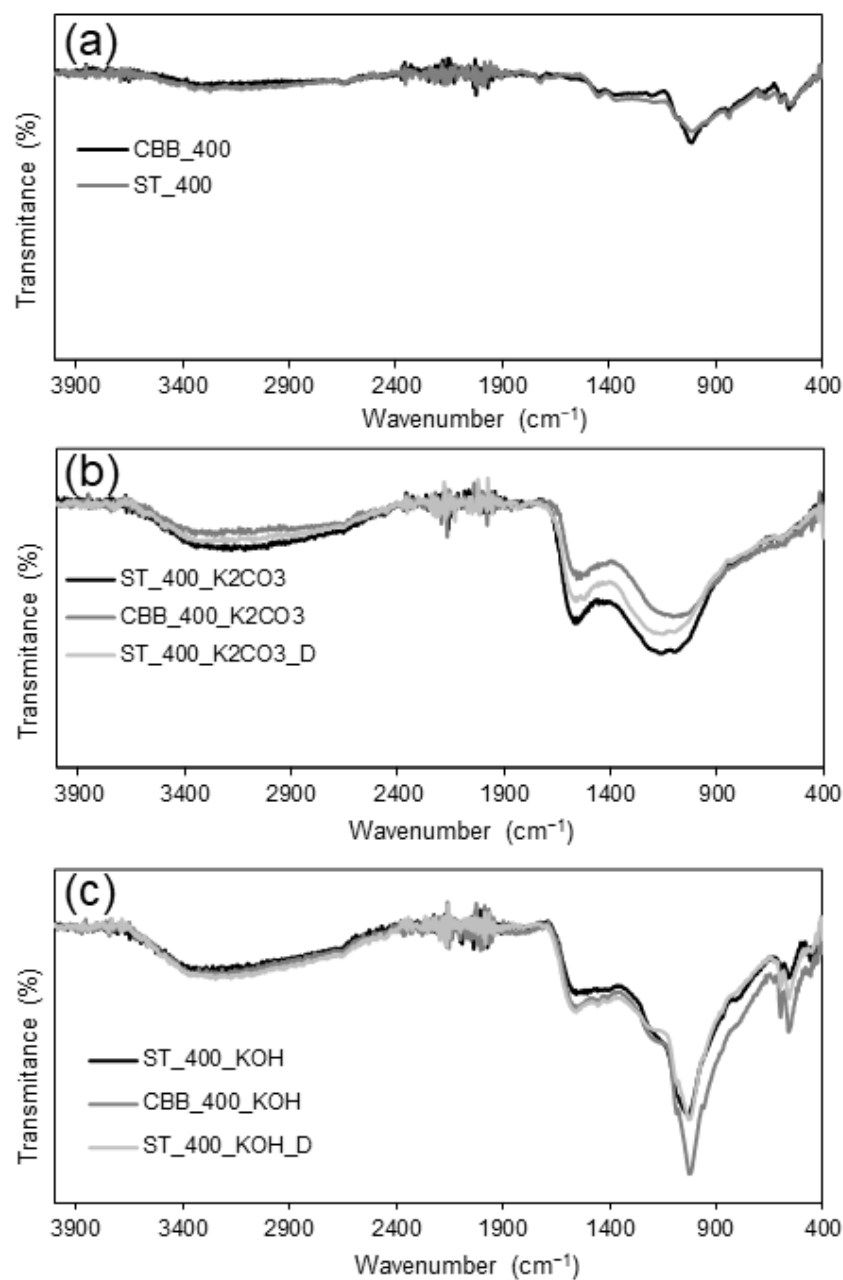 (a)
Transmitance (%)
CBB_400
ST_400
3900 3400 2900 2400 1900 1400 900 400
Wavenumber (cm⁻¹)
(b)
Transmitance (%)
ST_400_K2CO3
CBB_400_K2CO3
ST_400_K2CO3_D
3900 3400 2900 2400 1900 1400 900 400
Wavenumber (cm⁻¹)
(c)
Transmitance (%)
ST_400_KOH
CBB_400_KOH
ST_400_KOH_D
3900 3400 2900 2400 1900 1400 900 400
Wavenumber (cm⁻¹)